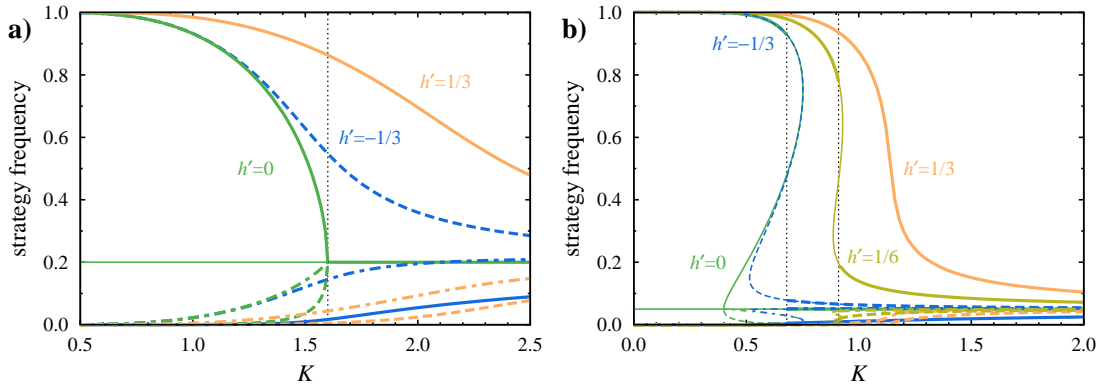 a)
strategy frequency
1.0
0.8
0.6
0.4
0.2
0.0
h′=1/3
h′=−1/3
h′=0
0.5 1.0 1.5 2.0 2.5
K
b)
strategy frequency
1.0
0.8
0.6
0.4
0.2
0.0
h′=−1/3
h′=1/3
h′=0
h′=1/6
0.0 0.5 1.0 1.5 2.0
K